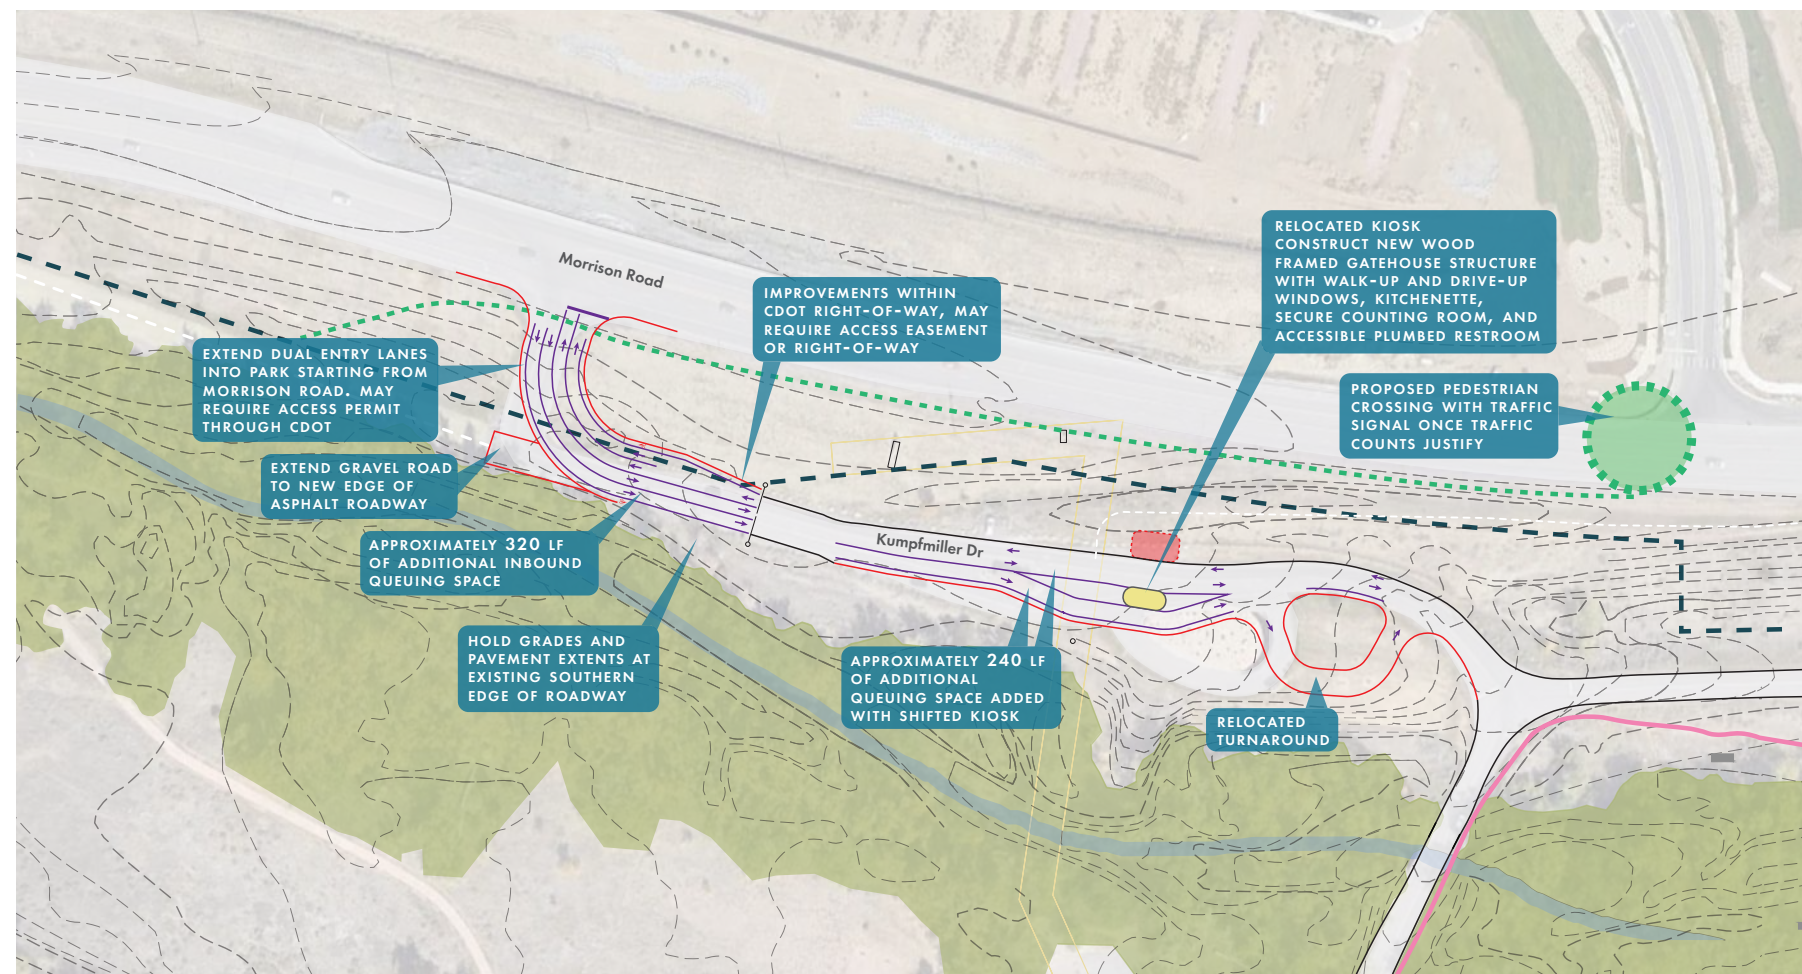 Morrison Road
RELOCATED KIOSK
CONSTRUCT NEW WOOD
FRAMED GATEHOUSE STRUCTURE
WITH WALK-UP AND DRIVE-UP
WINDOWS, KITCHENETTE,
SECURE COUNTING ROOM, AND
ACCESSIBLE PLUMBED RESTROOM
IMPROVEMENTS WITHIN
CDOT RIGHT-OF-WAY, MAY
REQUIRE ACCESS EASEMENT
OR RIGHT-OF-WAY
EXTEND DUAL ENTRY LANES
INTO PARK STARTING FROM
MORRISON ROAD. MAY
REQUIRE ACCESS PERMIT
THROUGH CDOT
PROPOSED PEDESTRIAN
CROSSING WITH TRAFFIC
SIGNAL ONCE TRAFFIC
COUNTS JUSTIFY
EXTEND GRAVEL ROAD
TO NEW EDGE OF
ASPHALT ROADWAY
APPROXIMATELY 320 LF
OF ADDITIONAL INBOUND
QUEUING SPACE
Kumpfmiller Dr
HOLD GRADES AND
PAVEMENT EXTENTS AT
EXISTING SOUTHERN
EDGE OF ROADWAY
APPROXIMATELY 240 LF
OF ADDITIONAL
QUEUING SPACE ADDED
WITH SHIFTED KIOSK
RELOCATED
TURNAROUND